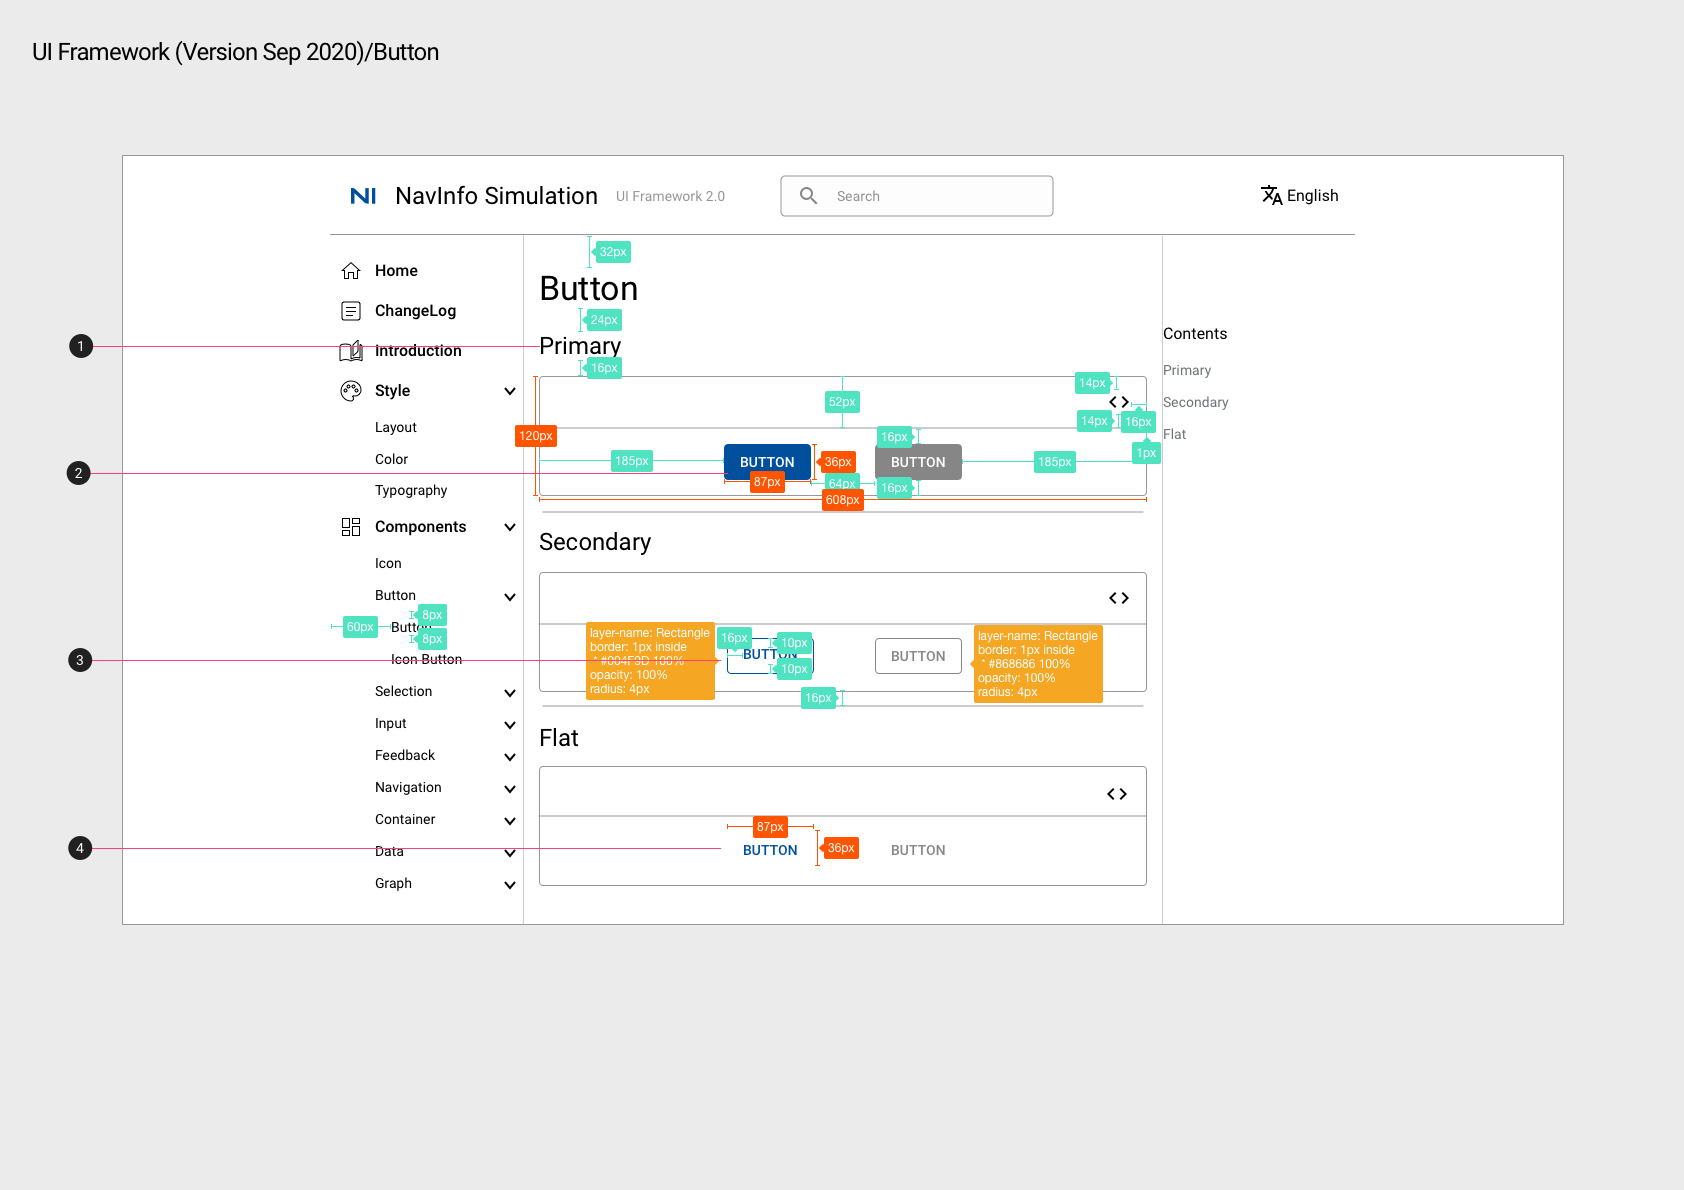 UI Framework (Version Sep 2020)/Button
NI NavInfo Simulation UI Framework 2.0
Search
English
Home
ChangeLog
Introduction
Style
Layout
Color
Typography
Components
Icon
Button
60px
8px
Button
8px
Icon Button
Selection
Input
Feedback
Navigation
Container
Data
Graph
1
2
3
4
32px
Button
24px
Primary
16px
52px
14px
14px
16px
1px
120px
185px
BUTTON
36px
87px
64px
16px
BUTTON
16px
185px
608px
Secondary
layer-name: Rectangle
border: 1px inside
* #004F9D 100%
opacity: 100%
radius: 4px
16px
10px
BUTTON
10px
BUTTON
layer-name: Rectangle
border: 1px inside
* #868686 100%
opacity: 100%
radius: 4px
16px
Flat
87px
BUTTON
36px
BUTTON
Contents
Primary
Secondary
Flat